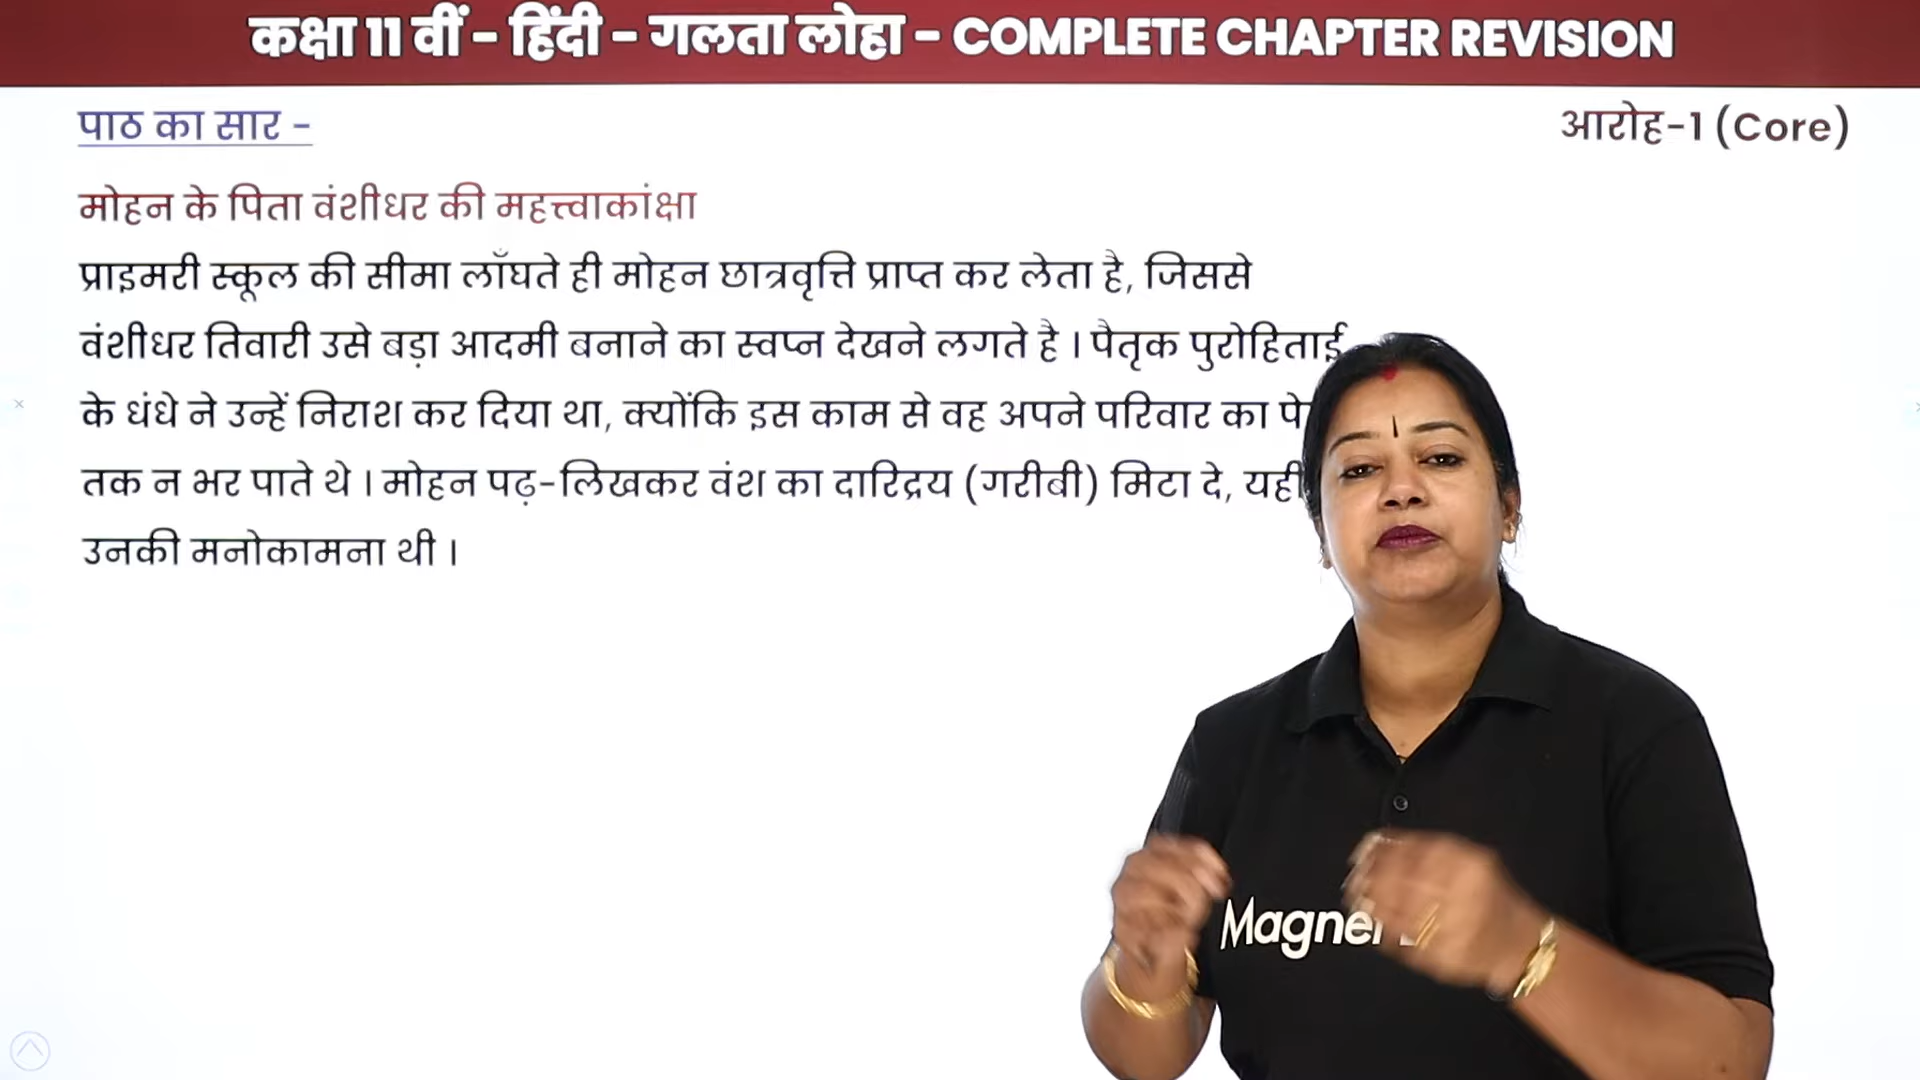 कक्षा 11 वीं - हिंदी - गलता लोहा - COMPLETE CHAPTER REVISION
पाठ का सार -
आरोह-1 (Core)
मोहन के पिता वंशीधर की महत्त्वाकांक्षा
प्राइमरी स्कूल की सीमा लाँघते ही मोहन छात्रवृत्ति प्राप्त कर लेता है, जिससे
वंशीधर तिवारी उसे बड़ा आदमी बनाने का स्वप्न देखने लगते है । पैतृक पुरोहिताई
के धंधे ने उन्हें निराश कर दिया था, क्योंकि इस काम से वह अपने परिवार का
तक न भर पाते थे । मोहन पढ़-लिखकर वंश का दारिद्रय (गरीबी) मिटा दे, यही
उनकी मनोकामना थी ।